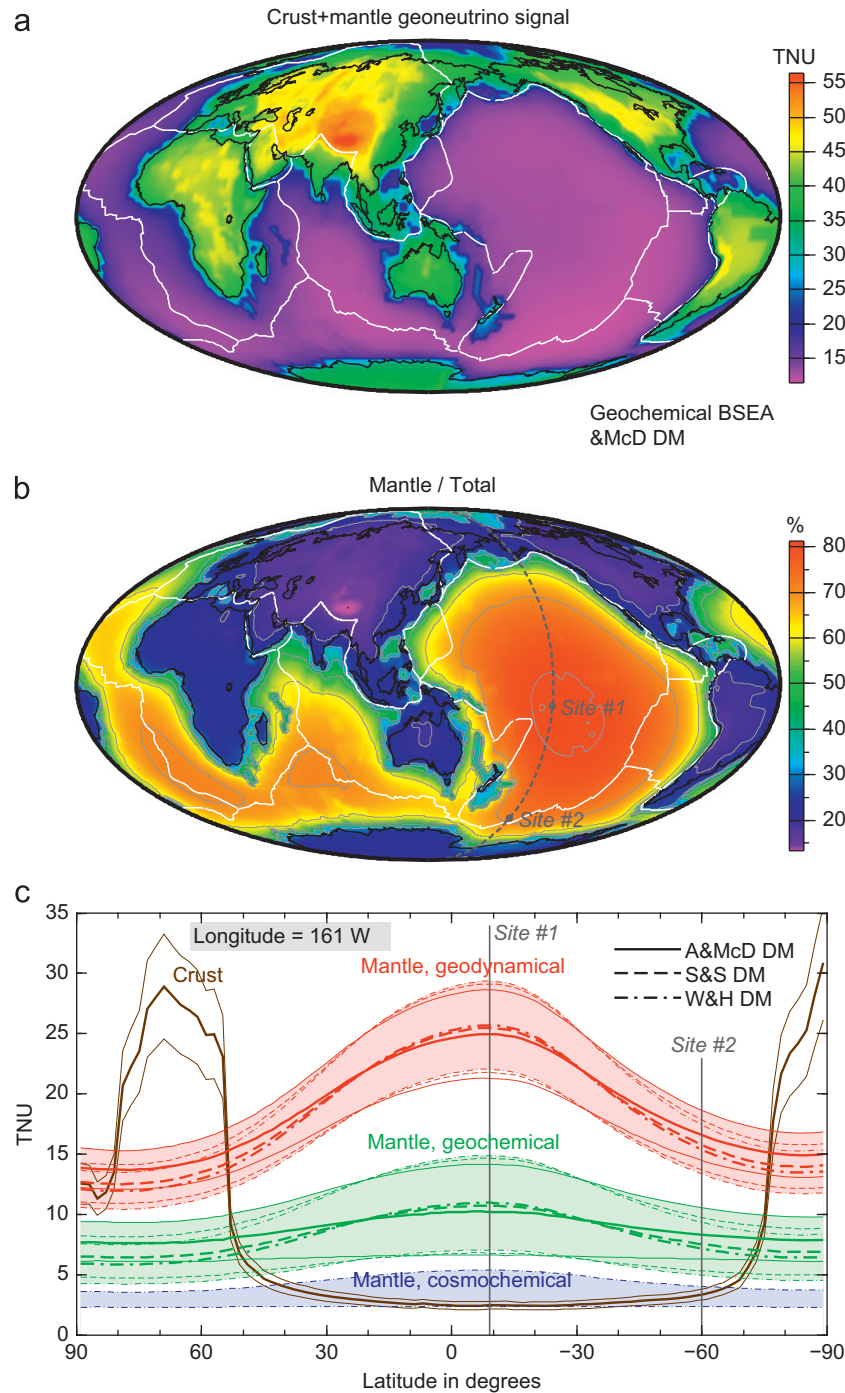 a
Crust+mantle geoneutrino signal
TNU
55
50
45
40
35
30
25
20
15
Geochemical BSEA
&McD DM
b
Mantle / Total
%
80
70
60
50
40
30
20
Site #1
Site #2
c
35
30
25
20
15
10
5
0
TNU
Longitude = 161 W
Site #1
A&McD DM
S&S DM
W&H DM
Crust
Mantle, geodynamical
Site #2
Mantle, geochemical
Mantle, cosmochemical
90 60 30 0 −30 −60 −90
Latitude in degrees